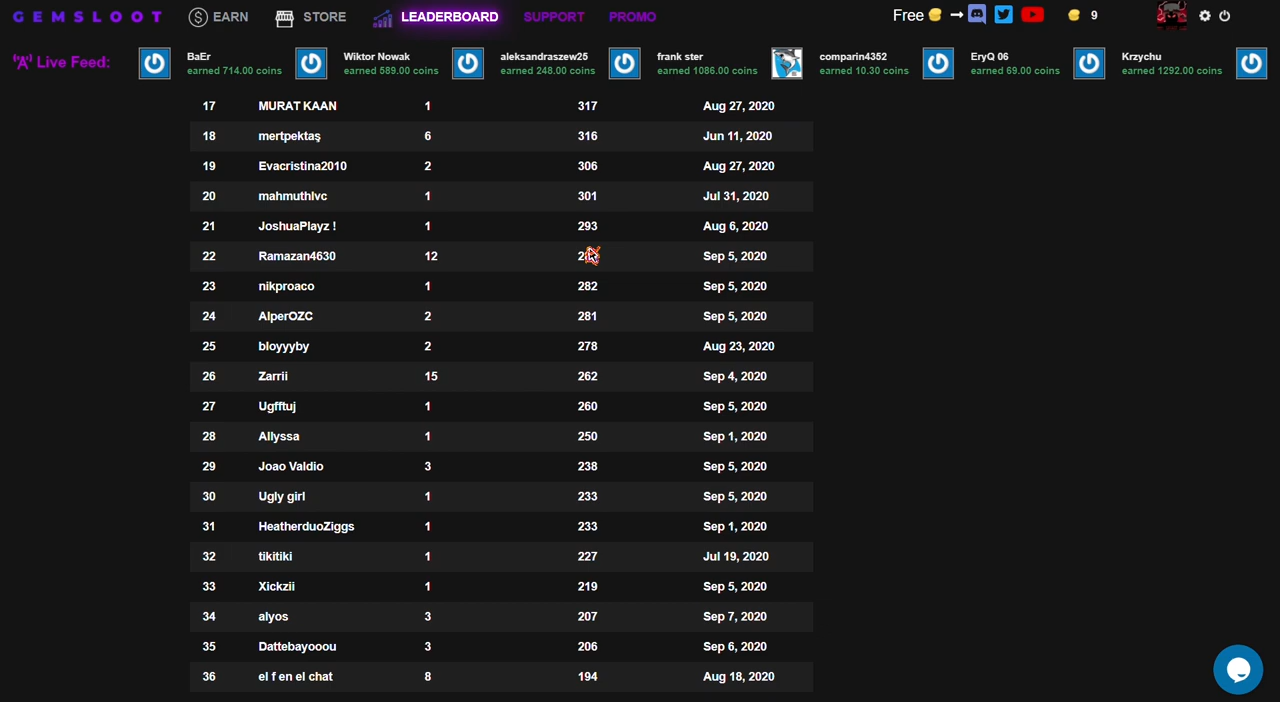 GEMSLOOT EARN STORE LEADERBOARD SUPPORT PROMO Free 9
Live Feed:
BaEr
earned 714.00 coins
Wiktor Nowak
earned 589.00 coins
aleksandraszew25
earned 248.00 coins
frank ster
earned 1086.00 coins
comparin4352
earned 10.30 coins
EryQ 06
earned 69.00 coins
Krzychu
earned 1292.00 coins
17 MURAT KAAN 1 317 Aug 27, 2020
18 mertpektaş 6 316 Jun 11, 2020
19 Evacristina2010 2 306 Aug 27, 2020
20 mahmuthlvc 1 301 Jul 31, 2020
21 JoshuaPlayz ! 1 293 Aug 6, 2020
22 Ramazan4630 12 Sep 5, 2020
23 nikproaco 1 282 Sep 5, 2020
24 AlperOZC 2 281 Sep 5, 2020
25 bloyyyby 2 278 Aug 23, 2020
26 Zarrii 15 262 Sep 4, 2020
27 Ugfftuj 1 260 Sep 5, 2020
28 Allyssa 1 250 Sep 1, 2020
29 Joao Valdio 3 238 Sep 5, 2020
30 Ugly girl 1 233 Sep 5, 2020
31 HeatherduoZiggs 1 233 Sep 1, 2020
32 tikitiki 1 227 Jul 19, 2020
33 Xickzii 1 219 Sep 5, 2020
34 alyos 3 207 Sep 7, 2020
35 Dattebayooou 3 206 Sep 6, 2020
36 el f en el chat 8 194 Aug 18, 2020